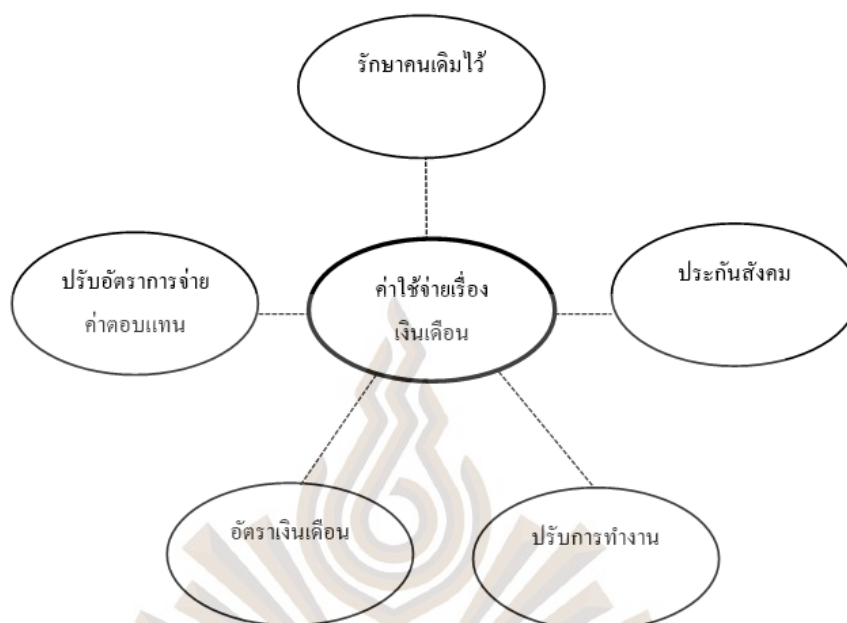 รักษาคนเดิมไว้
ปรับอัตราการจ่าย
ค่าตอบแทน
ค่าใช้จ่ายเรื่อง
เงินเดือน
ประกันสังคม
อัตราเงินเดือน
ปรับการทำงาน